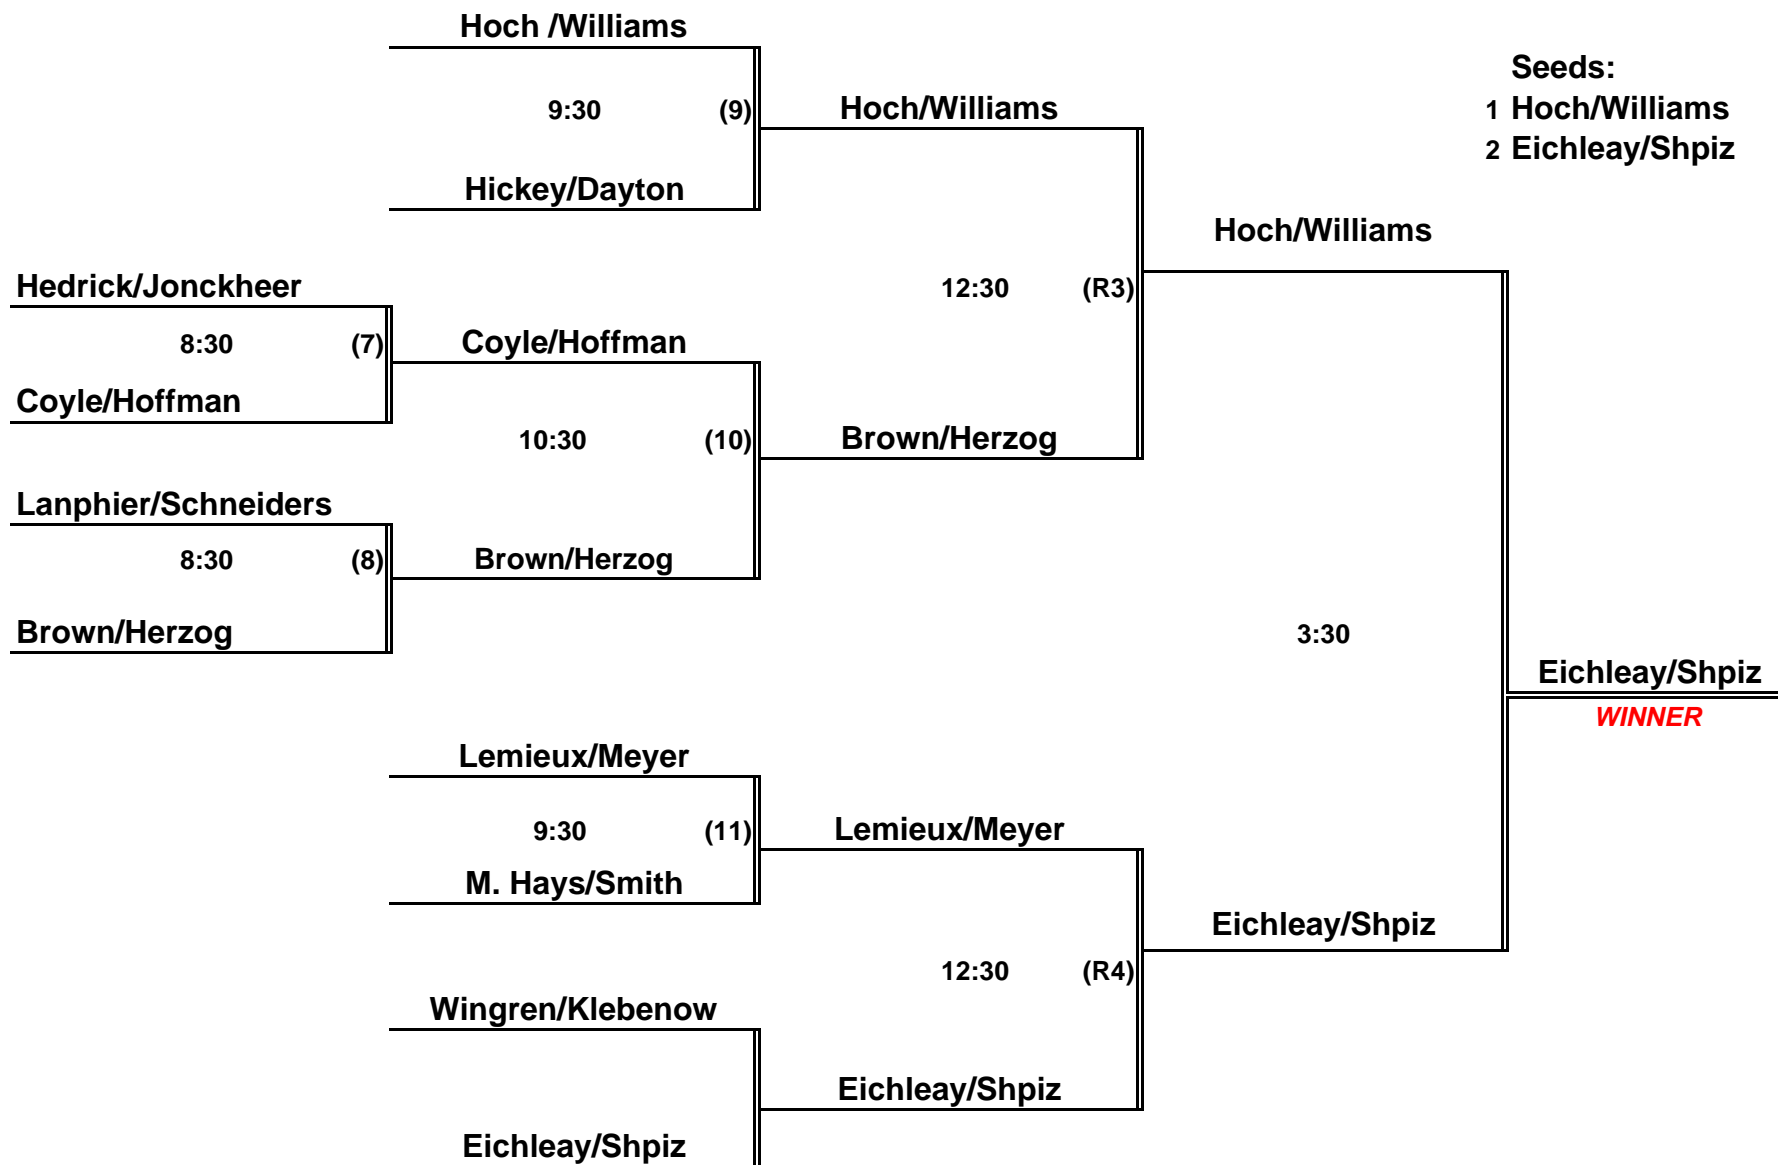 Hoch /Williams
Seeds:
9:30 (9) Hoch/Williams 1 Hoch/Williams
2 Eichleay/Shpiz
Hickey/Dayton
Hoch/Williams
Hedrick/Jonckheer 12:30 (R3)
8:30 (7) Coyle/Hoffman
Coyle/Hoffman
10:30 (10) Brown/Herzog
Lanphier/Schneiders
8:30 (8) Brown/Herzog
Brown/Herzog 3:30
Eichleay/Shpiz
WINNER
Lemieux/Meyer
9:30 (11) Lemieux/Meyer
M. Hays/Smith
Eichleay/Shpiz
12:30 (R4)
Wingren/Klebenow
Eichleay/Shpiz
Eichleay/Shpiz